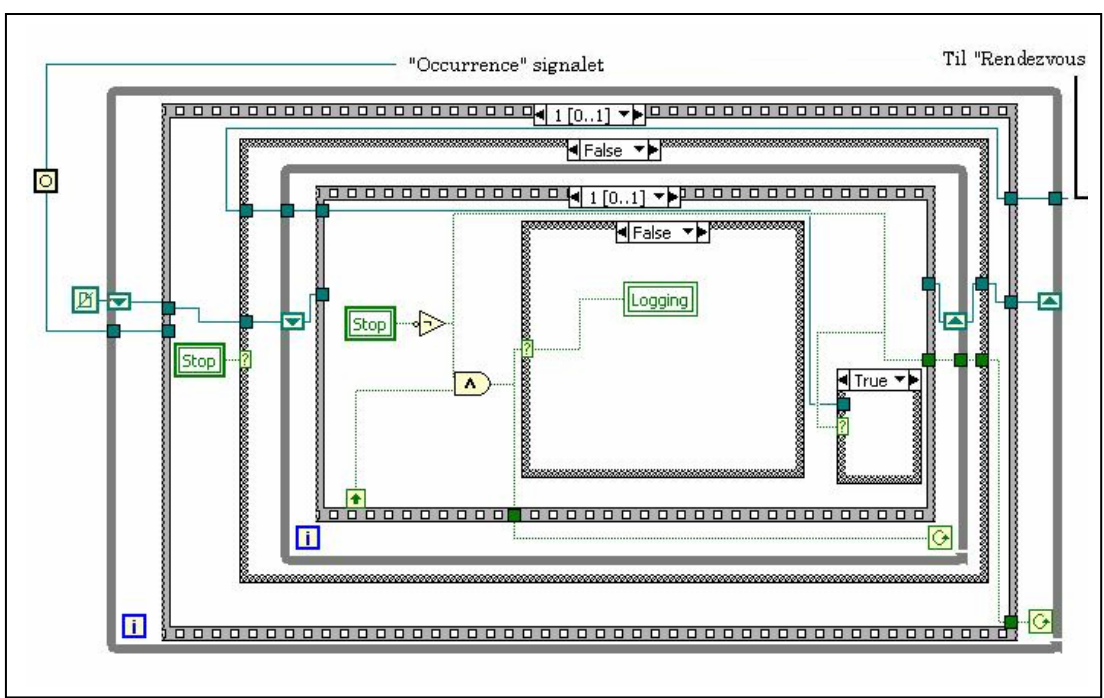 "Occurrence" signalet
Til "Rendezvous
1 [0..1]
False
1 [0..1]
False
Logging
Stop
Stop
?
?
True
?
i
i